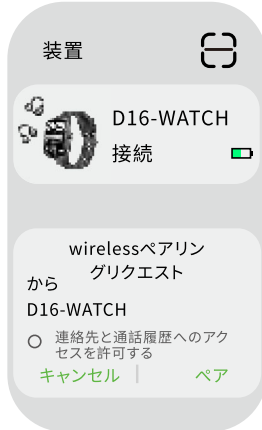 装置
D16-WATCH
接続
wirelessペアリン
グリクエスト
から
D16-WATCH
連絡先と通話履歴へのアク
セスを許可する
キャンセル
ペア